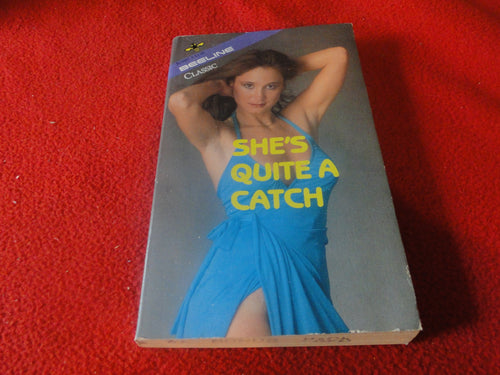 BEELINE
CLASSIC
SHE'S
QUITE A
CATCH